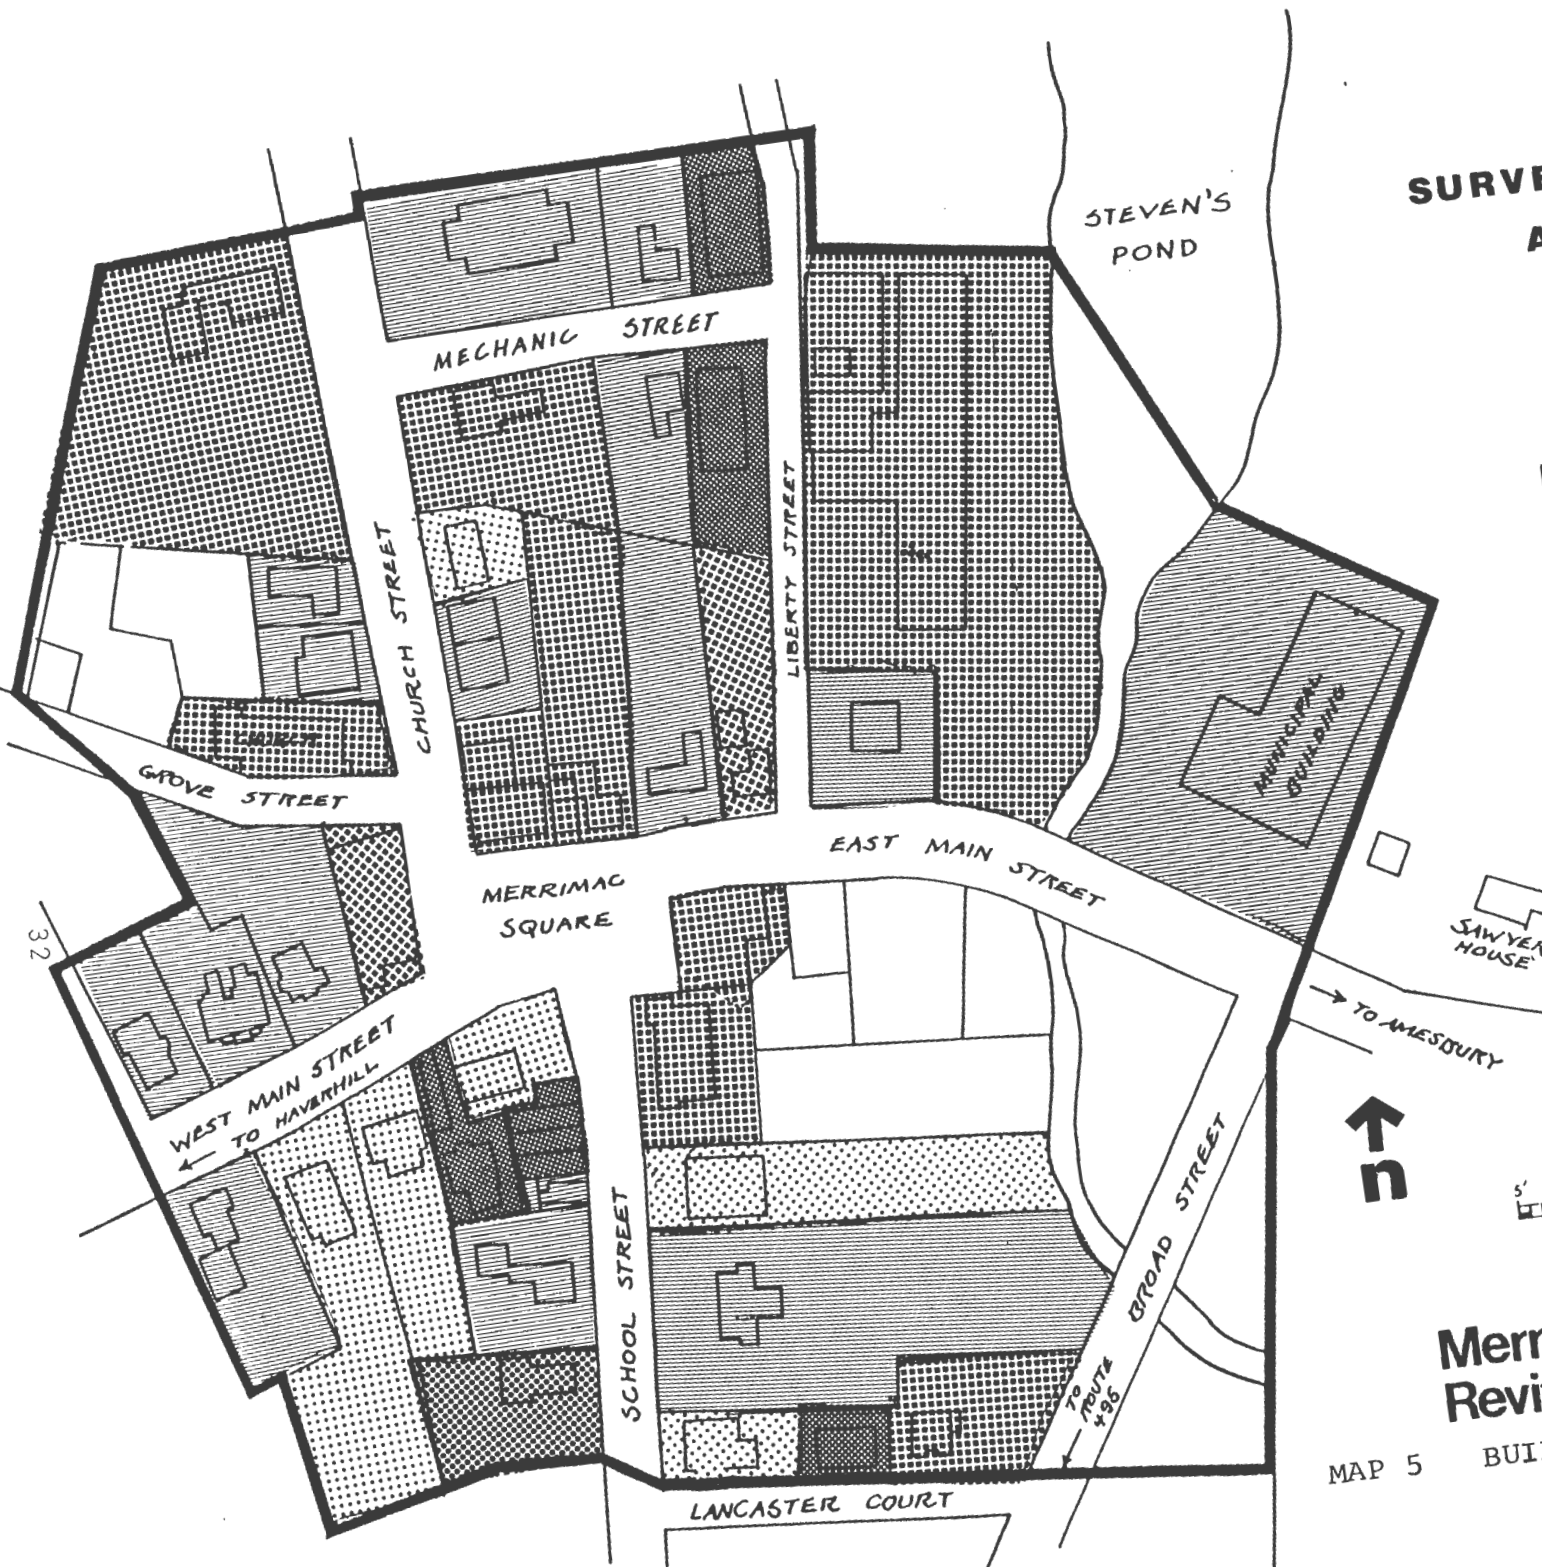 SURVE
A
STEVEN'S
POND
MECHANIC STREET
CHURCH STREET
LIBERTY STREET
CHURCH
GROVE STREET
MUNICIPAL
BUILDING
EAST MAIN STREET
MERRIMAC
SQUARE
SAWYER
HOUSE
32
→ TO AMESBURY
WEST MAIN STREET
← TO HAVERHILL
n
5'
SCHOOL STREET
BROAD STREET
TO
ROUTE
495
Merr
Revi
MAP 5 BUI
LANCASTER COURT